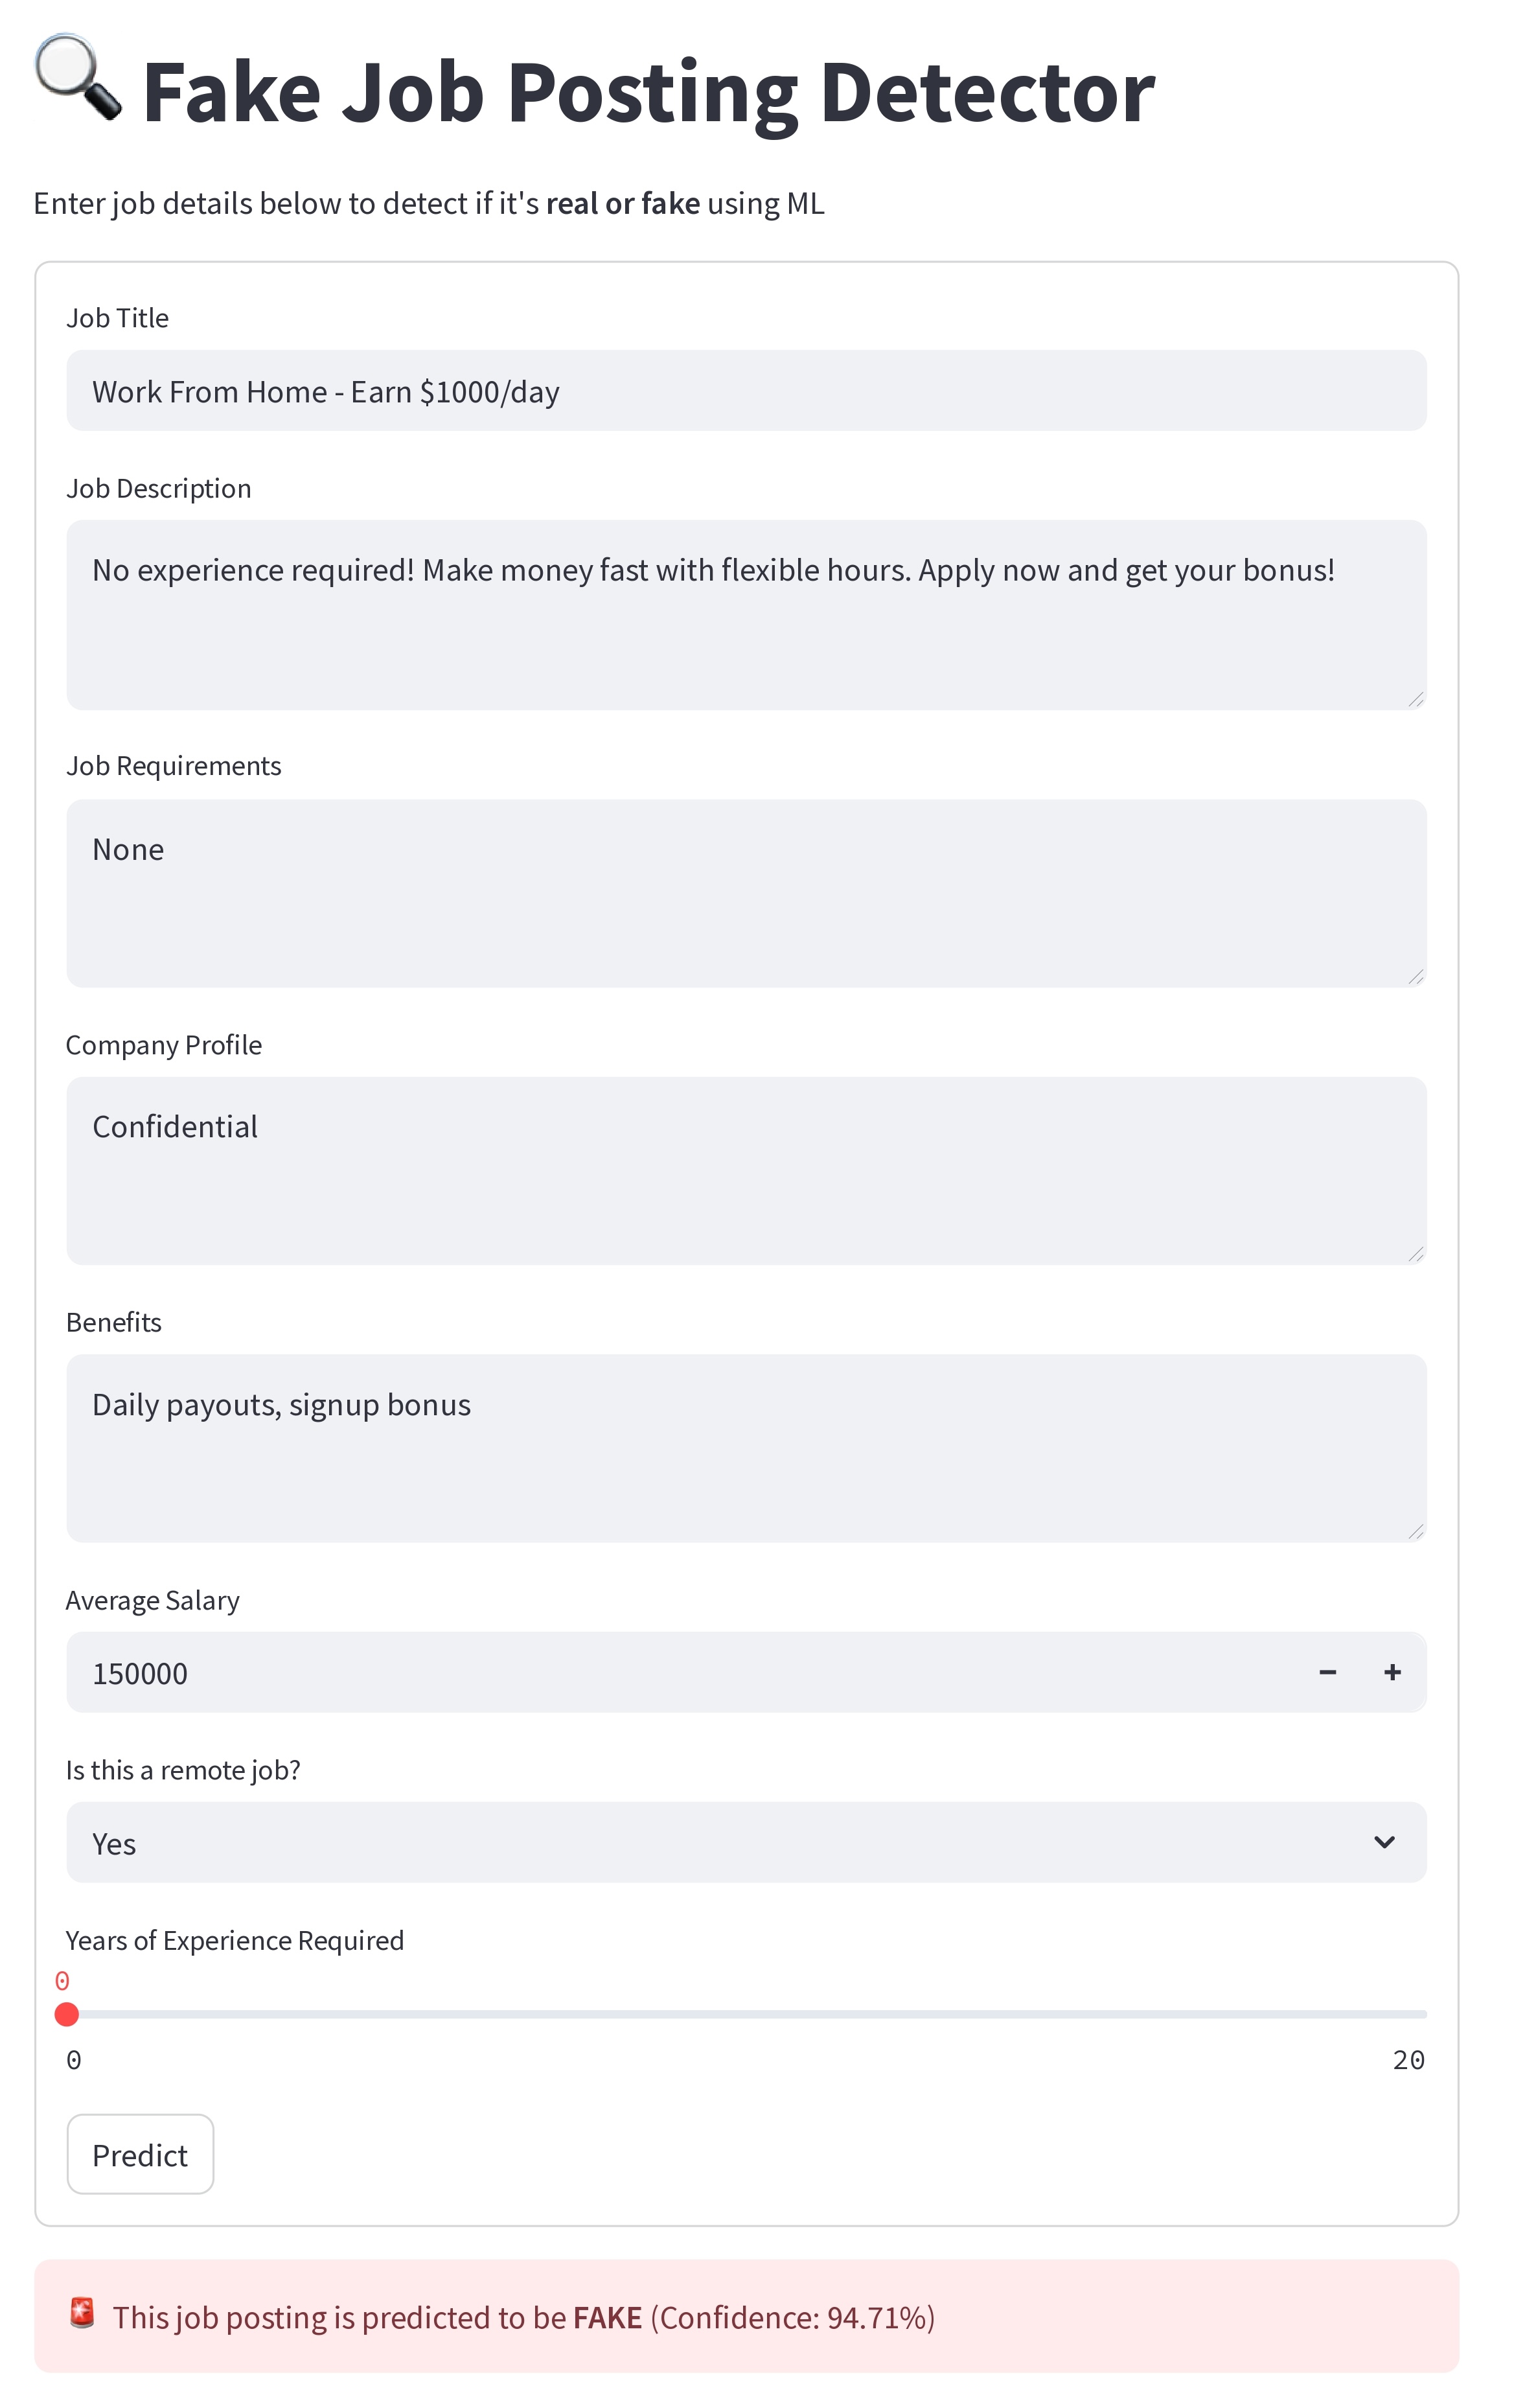 Fake Job Posting Detector
Enter job details below to detect if it's real or fake using ML
Job Title
Work From Home - Earn $1000/day
Job Description
No experience required! Make money fast with flexible hours. Apply now and get your bonus!
Job Requirements
None
Company Profile
Confidential
Benefits
Daily payouts, signup bonus
Average Salary
150000
Is this a remote job?
Yes
Years of Experience Required
0
0 20
Predict
This job posting is predicted to be FAKE (Confidence: 94.71%)